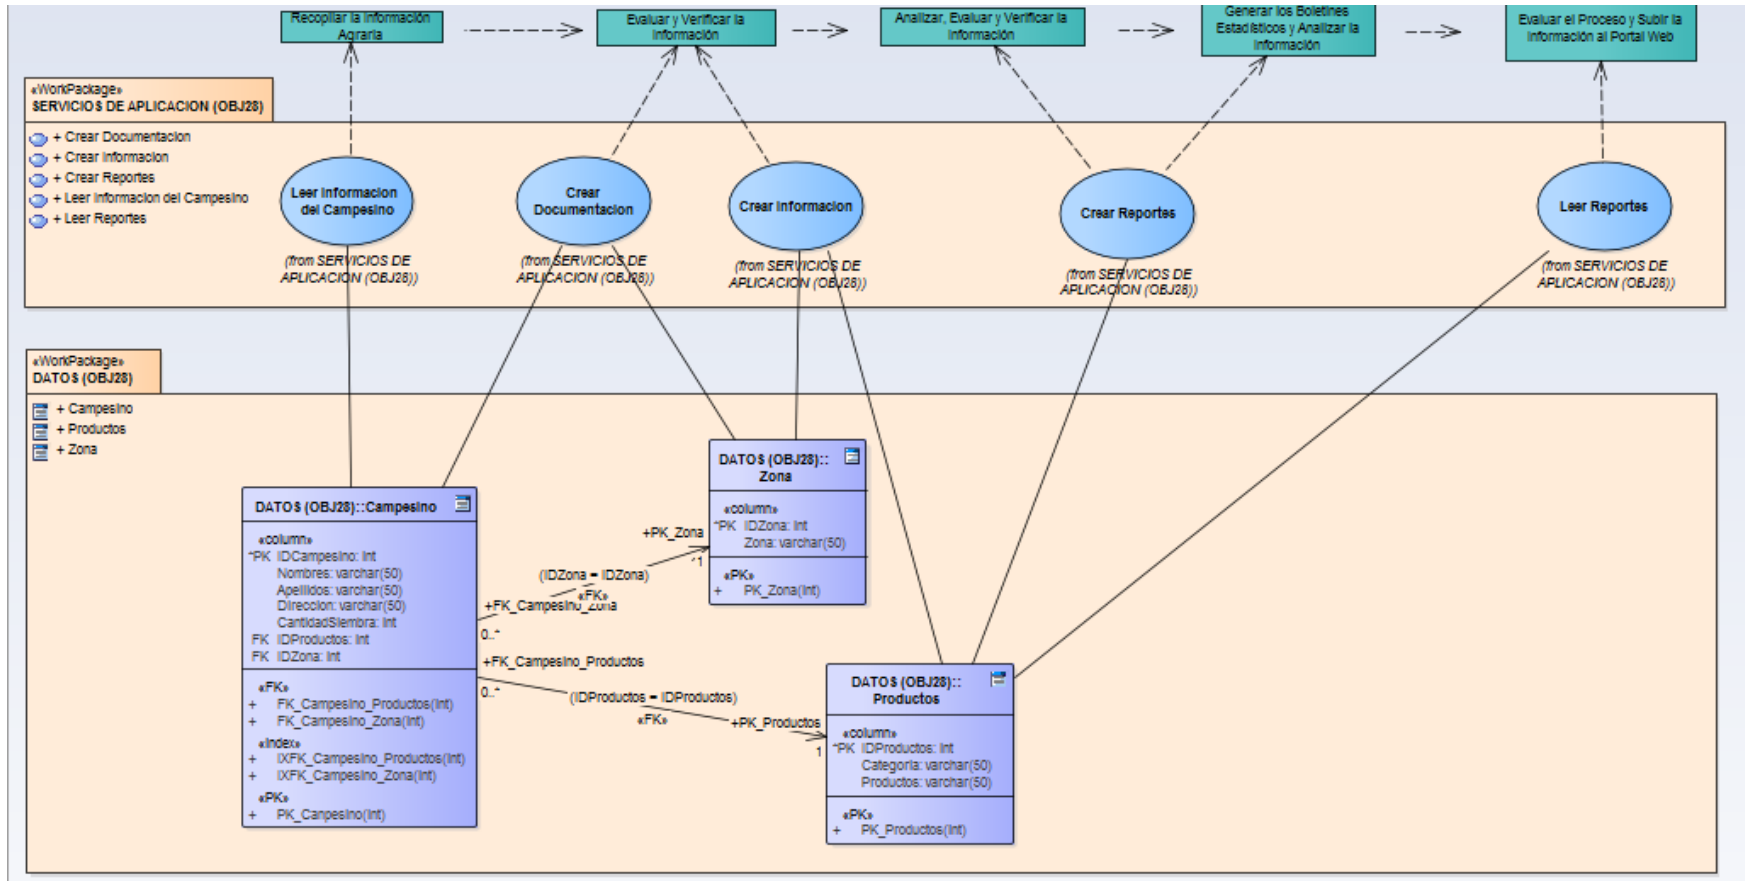 Recopilar la Información
Agraria
Evaluar y Verificar la
Información
Analizar, Evaluar y Verificar la
Información
Generar los Boletines
Estadísticos y Analizar la
Información
Evaluar el Proceso y Subir la
Información al Portal Web
«WorkPackage»
SERVICIOS DE APLICACION (OBJ28)
+ Crear Documentacion
+ Crear Informacion
+ Crear Reportes
+ Leer Informacion del Campesino
+ Leer Reportes
Leer Informacion
del Campesino
(from SERVICIOS DE
APLICACION (OBJ28))
Crear
Documentacion
(from SERVICIOS DE
APLICACION (OBJ28))
Crear Informacion
(from SERVICIOS DE
APLICACION (OBJ28))
Crear Reportes
(from SERVICIOS DE
APLICACION (OBJ28))
Leer Reportes
(from SERVICIOS DE
APLICACION (OBJ28))
«WorkPackage»
DATOS (OBJ28)
+ Campesino
+ Productos
+ Zona
DATOS (OBJ28)::Campesino
«column»
*PK IDCampesino: int
Nombres: varchar(50)
Apellidos: varchar(50)
Direccion: varchar(50)
CantidadSiembra: int
FK IDProductos: int
FK IDZona: int
«FK»
+ FK_Campesino_Productos(int)
+ FK_Campesino_Zona(int)
«index»
+ IXFK_Campesino_Productos(int)
+ IXFK_Campesino_Zona(int)
«PK»
+ PK_Canpesino(int)
+PK_Zona
1
(IDZona = IDZona)
«FK»
+FK_Campesino_Zona
0..*
+FK_Campesino_Productos
0..*
(IDProductos = IDProductos)
«FK»
+PK_Productos
1
DATOS (OBJ28)::
Zona
«column»
*PK IDZona: int
Zona: varchar(50)
«PK»
+ PK_Zona(int)
DATOS (OBJ28)::
Productos
«column»
*PK IDProductos: int
Categoria: varchar(50)
Productos: varchar(50)
«PK»
+ PK_Productos(int)